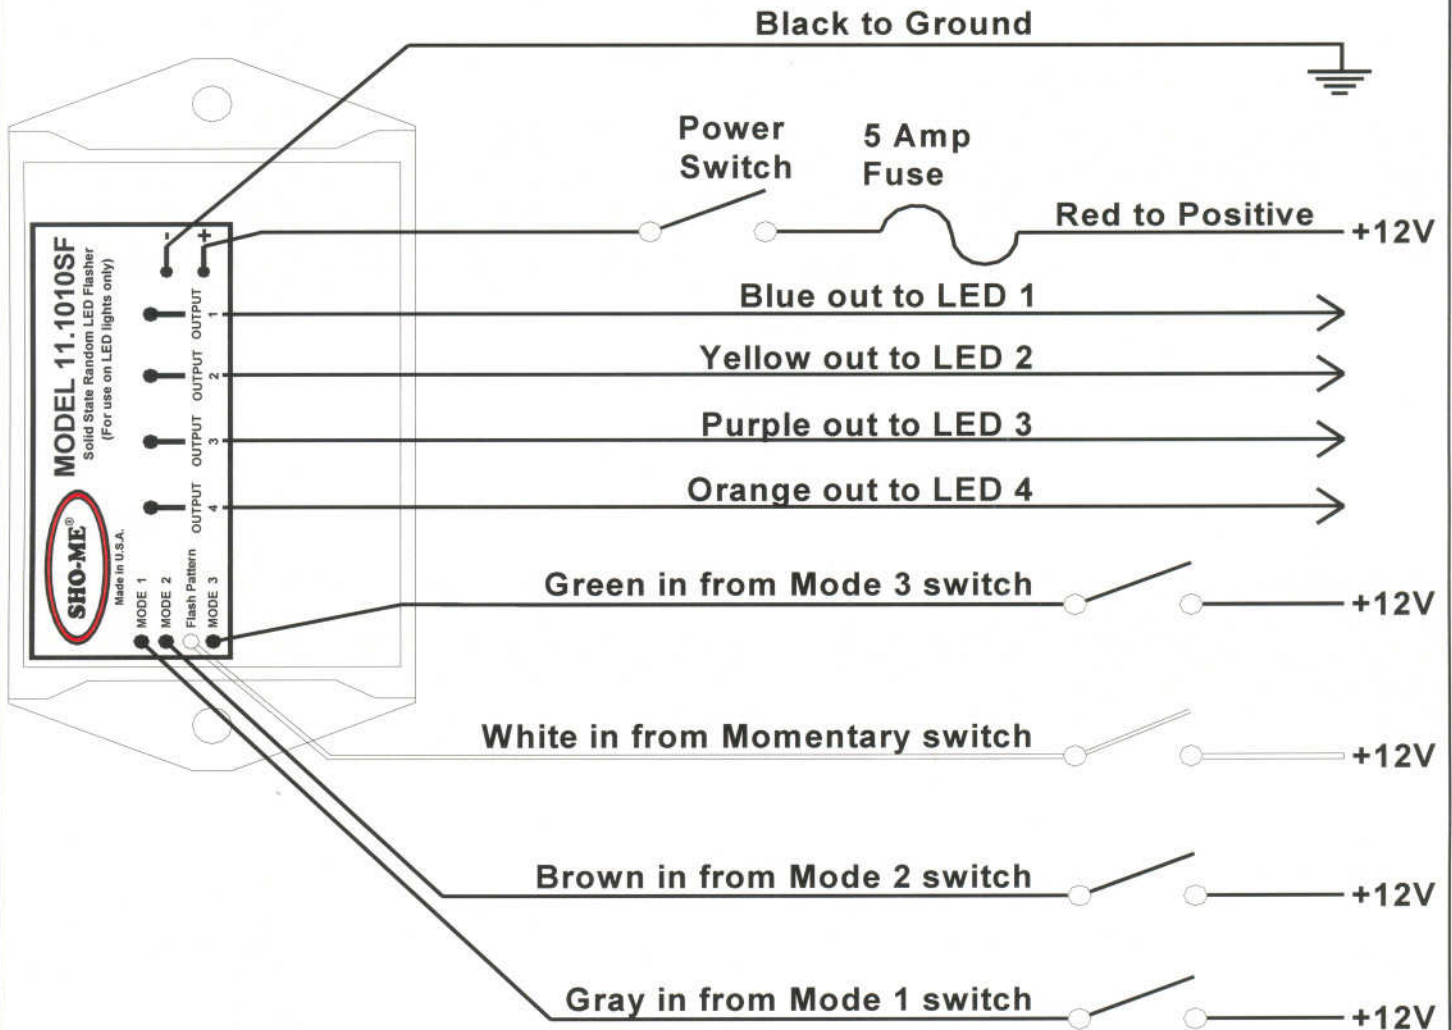 Black to Ground
Power
Switch
5 Amp
Fuse
Red to Positive
+12V
Blue out to LED 1
Yellow out to LED 2
Purple out to LED 3
Orange out to LED 4
Green in from Mode 3 switch
+12V
White in from Momentary switch
+12V
Brown in from Mode 2 switch
+12V
Gray in from Mode 1 switch
+12V
MODEL 11.1010SF
Solid State Random LED Flasher
(For use on LED lights only)
SHO-ME®
Made in U.S.A.
-
+
OUTPUT
1
OUTPUT
2
OUTPUT
3
OUTPUT
4
MODE 1
MODE 2
Flash Pattern
MODE 3